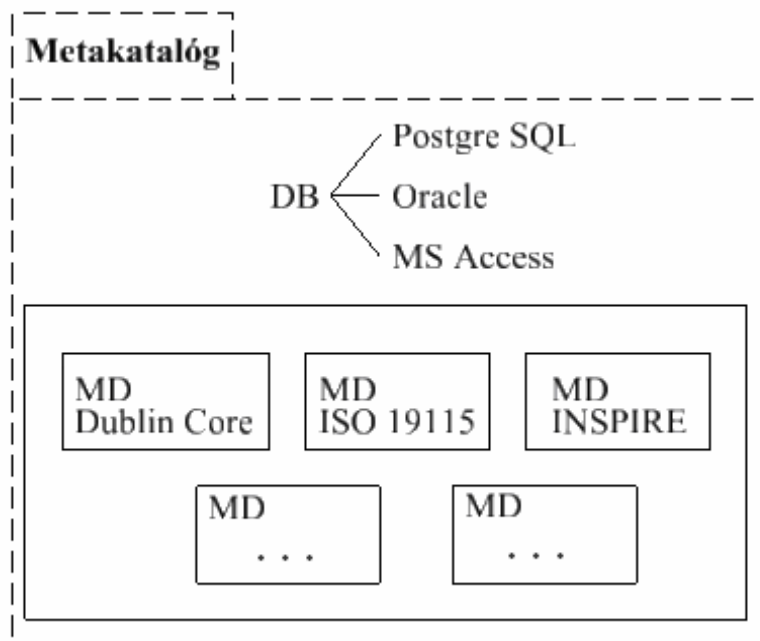 Metakatalóg
Postgre SQL
DB
Oracle
MS Access
MD
Dublin Core
MD
ISO 19115
MD
INSPIRE
MD
. . .
MD
. . .